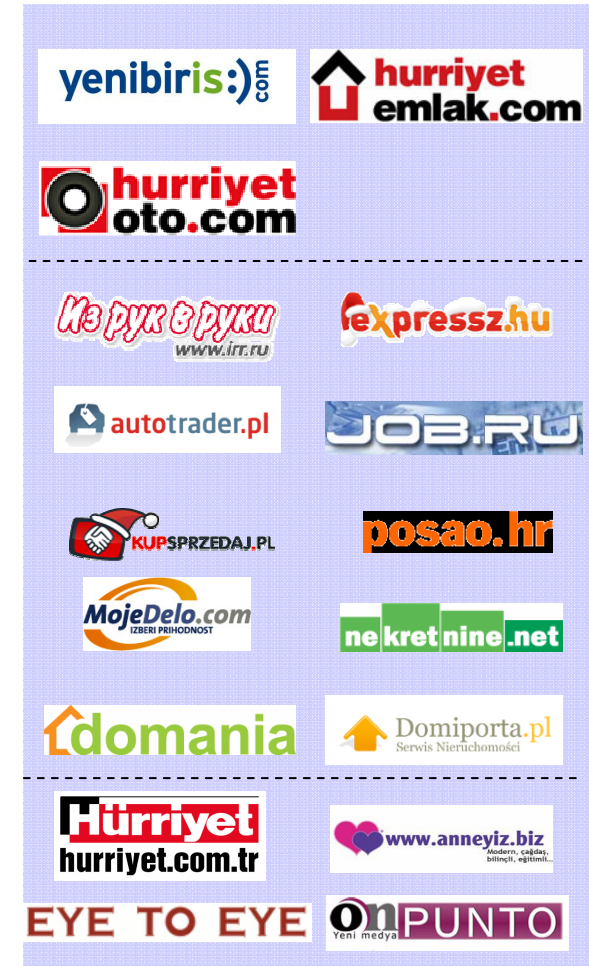 yenibiris:) com
hurriyet
emlak.com
hurriyet
oto.com
Из рук в руки
www.irr.ru
expressz.hu
autotrader.pl
JOB.RU
KUPSPRZEDAJ.PL
posao.hr
MojeDelo.com
IZBERI PRIHODNOST
nekretnine.net
domania
Domiporta.pl
Serwis Nieruchomości
Hürriyet
hurriyet.com.tr
www.anneyiz.biz
Modern, çağdaş,
bilinçli, eğitimli...
EYE TO EYE
on PUNTO
Yeni medya